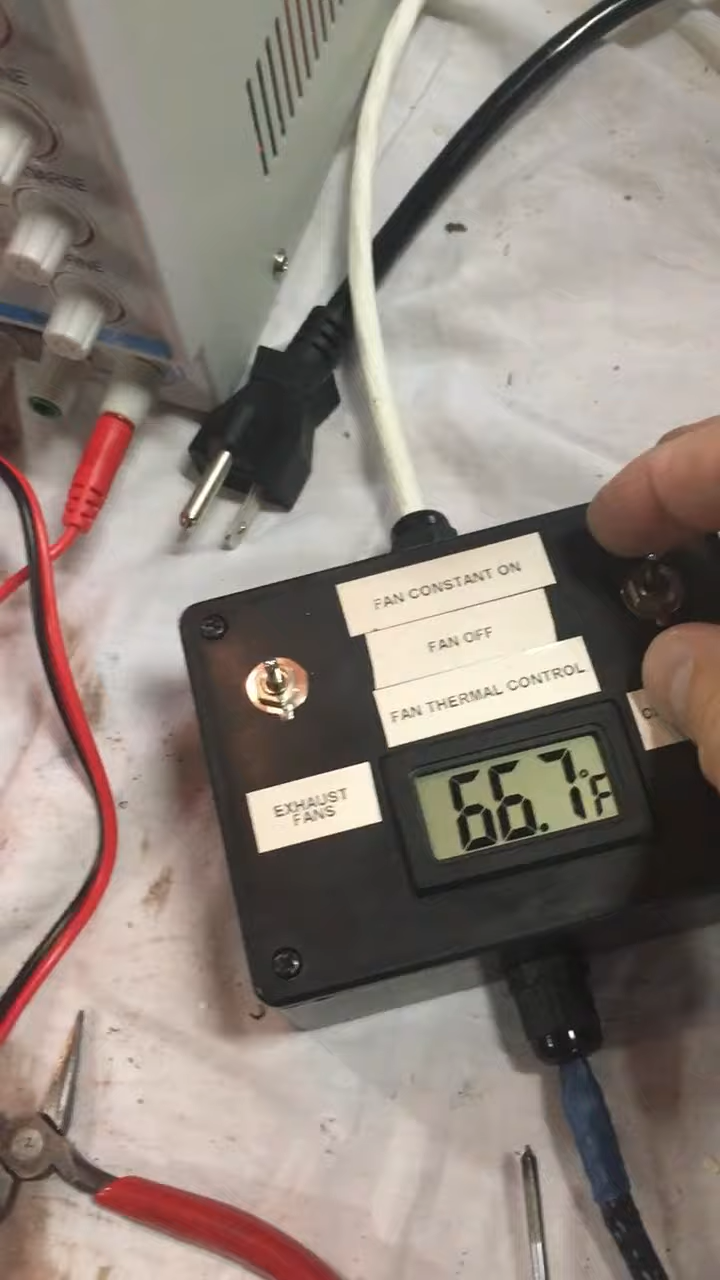 FAN CONSTANT ON
FAN OFF
FAN THERMAL CONTROL
EXHAUST
FANS
66.7°F